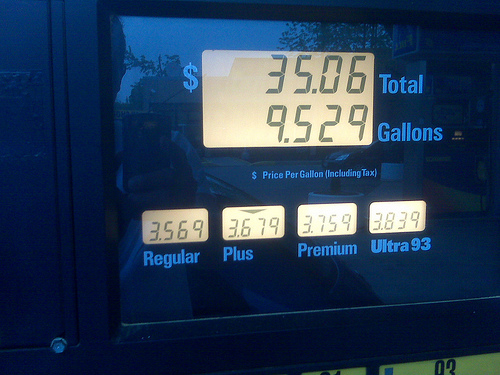 $ 35.06 Total
9.529 Gallons
$ Price Per Gallon (Including Tax)
3.569 3.679 3.759 3.839
Regular Plus Premium Ultra 93
93